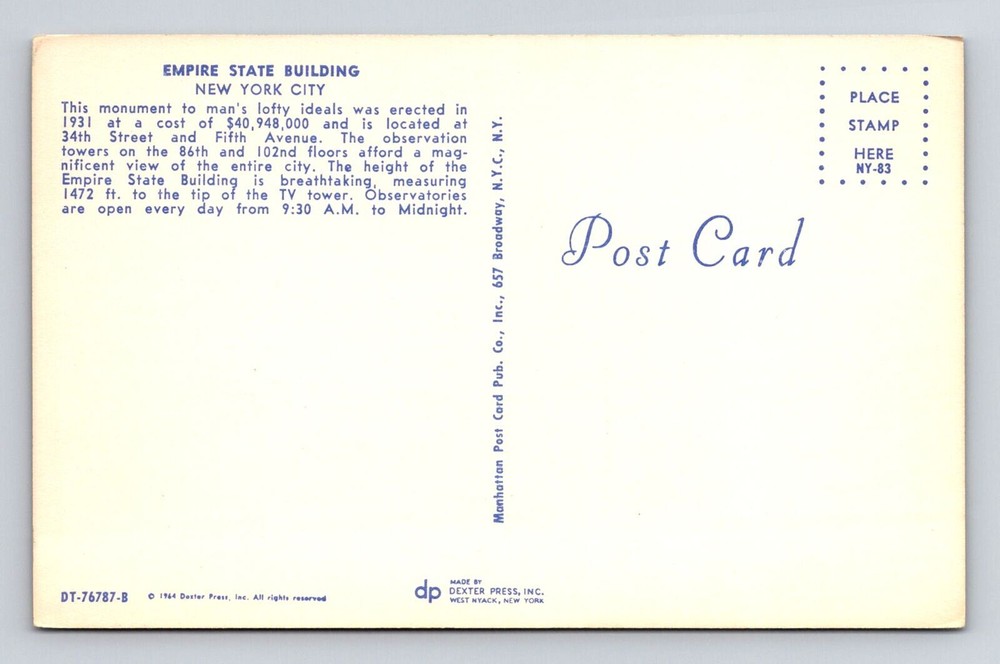 EMPIRE STATE BUILDING
NEW YORK CITY
This monument to man's lofty ideals was erected in
1931 at a cost of $40,948,000 and is located at
34th Street and Fifth Avenue. The observation
towers on the 86th and 102nd floors afford a mag-
nificent view of the entire city. The height of the
Empire State Building is breathtaking, measuring
1472 ft. to the tip of the TV tower. Observatories
are open every day from 9:30 A.M. to Midnight.
Manhattan Post Card Pub. Co., Inc., 657 Broadway, N.Y.C., N.Y.
PLACE
STAMP
HERE
NY-83
Post Card
DT-76787-B
© 1964 Dexter Press, Inc. All rights reserved
dp
MADE BY
DEXTER PRESS, INC.
WEST NYACK, NEW YORK